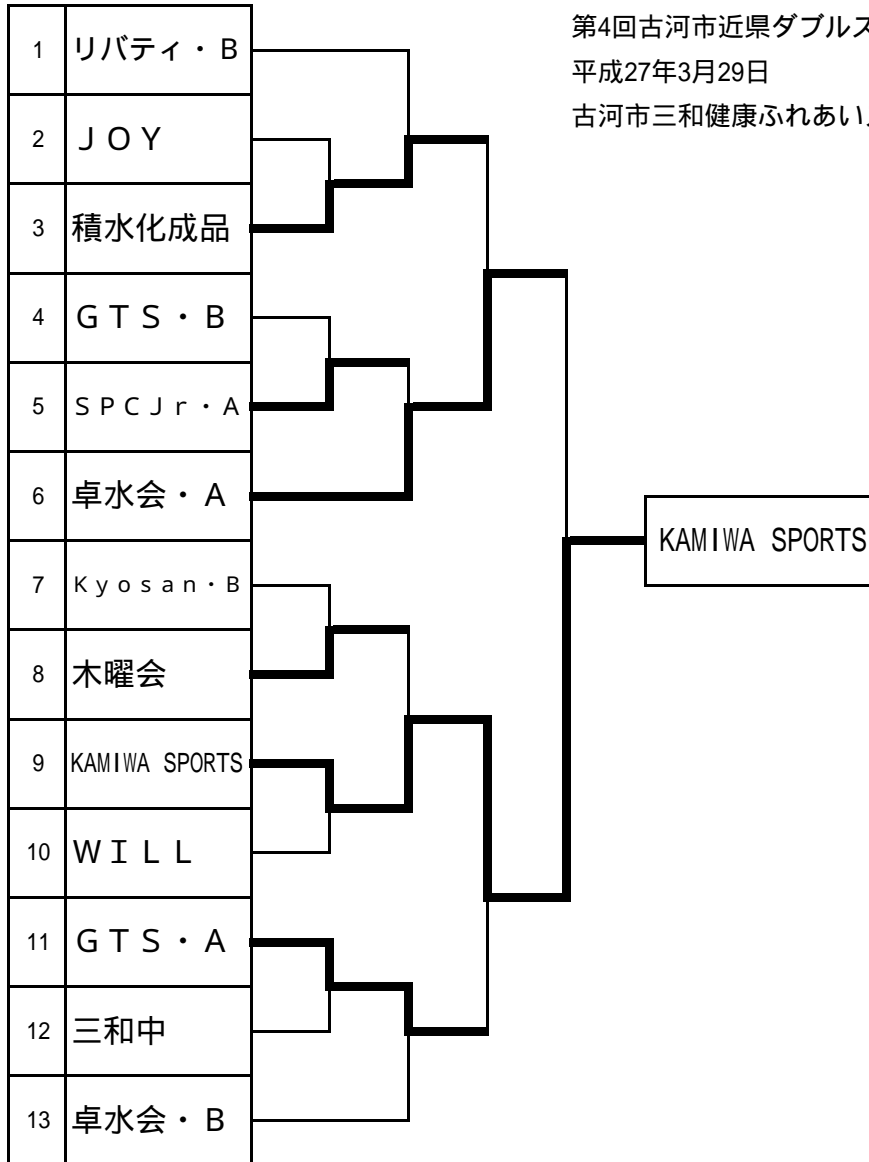 第4回古河市近県ダブルス
平成27年3月29日
古河市三和健康ふれあい
1 リバティ・B
2 ＪＯＹ
3 積水化成品
4 ＧＴＳ・Ｂ
5 ＳＰＣＪｒ・Ａ
6 卓水会・Ａ
7 Ｋｙｏｓａｎ・Ｂ
8 木曜会
9 KAMIWA SPORTS
10 ＷＩＬＬ
11 ＧＴＳ・Ａ
12 三和中
13 卓水会・Ｂ
KAMIWA SPORTS